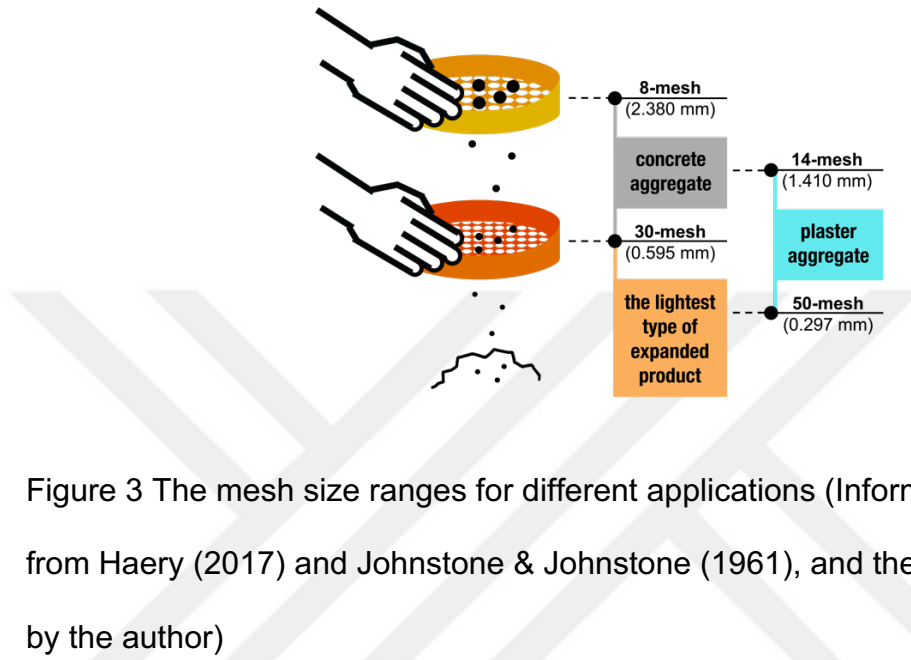 8-mesh
(2.380 mm)
concrete
aggregate
14-mesh
(1.410 mm)
30-mesh
(0.595 mm)
plaster
aggregate
the lightest
type of
expanded
product
50-mesh
(0.297 mm)
Figure 3 The mesh size ranges for different applications
from Haery (2017) and Johnstone & Johnstone (1961), and
by the author)